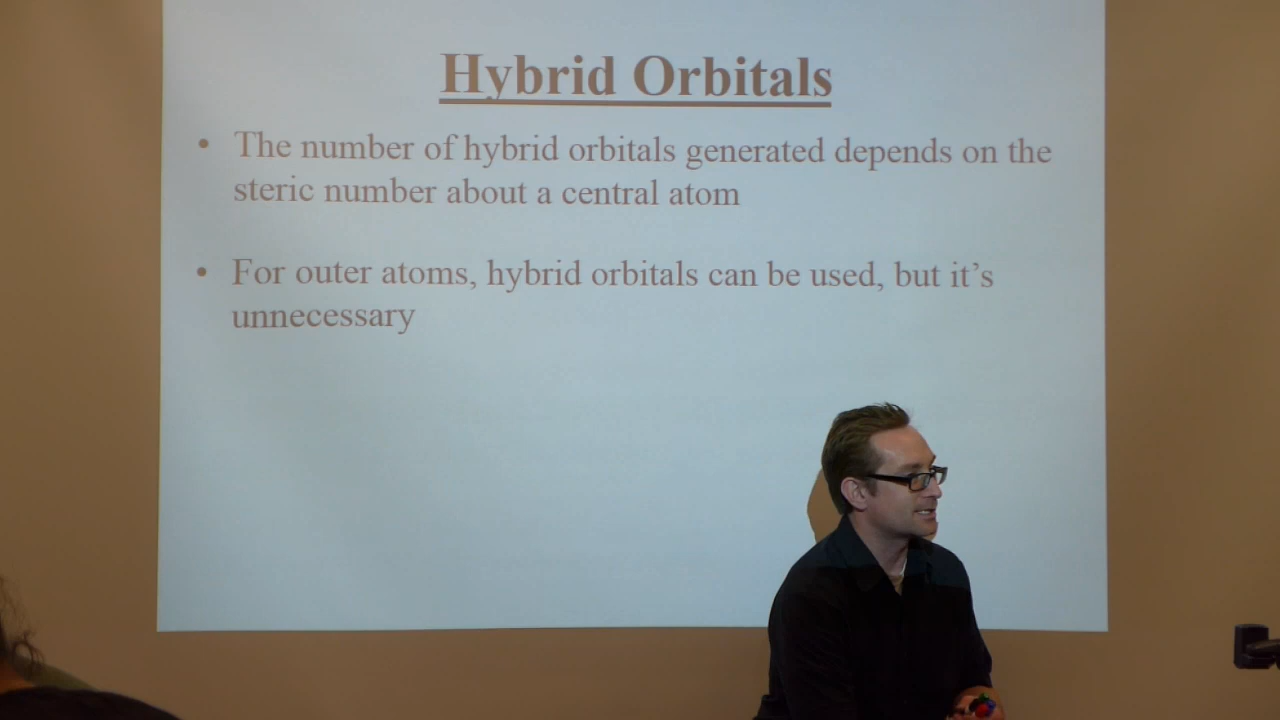 Hybrid Orbitals
• The number of hybrid orbitals generated depends on the
steric number about a central atom
• For outer atoms, hybrid orbitals can be used, but it’s
unnecessary